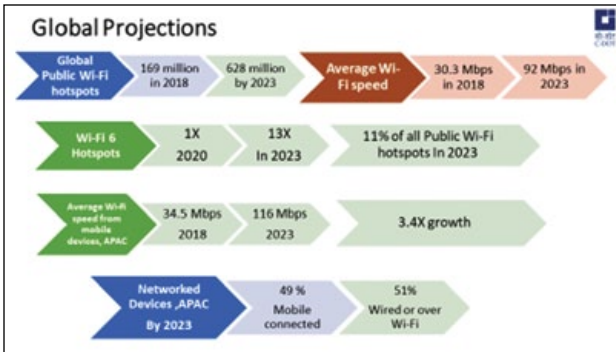 Global Projections
सी-डॉट
C-DOT
Global
Public Wi-Fi
hotspots
169 million
in 2018
628 million
by 2023
Average Wi-
Fi speed
30.3 Mbps
in 2018
92 Mbps in
2023
Wi-Fi 6
Hotspots
1X
2020
13X
In 2023
11% of all Public Wi-Fi
hotspots In 2023
Average Wi-fi
speed from
mobile
devices, APAC
34.5 Mbps
2018
116 Mbps
2023
3.4X growth
Networked
Devices ,APAC
By 2023
49 %
Mobile
connected
51%
Wired or over
Wi-Fi